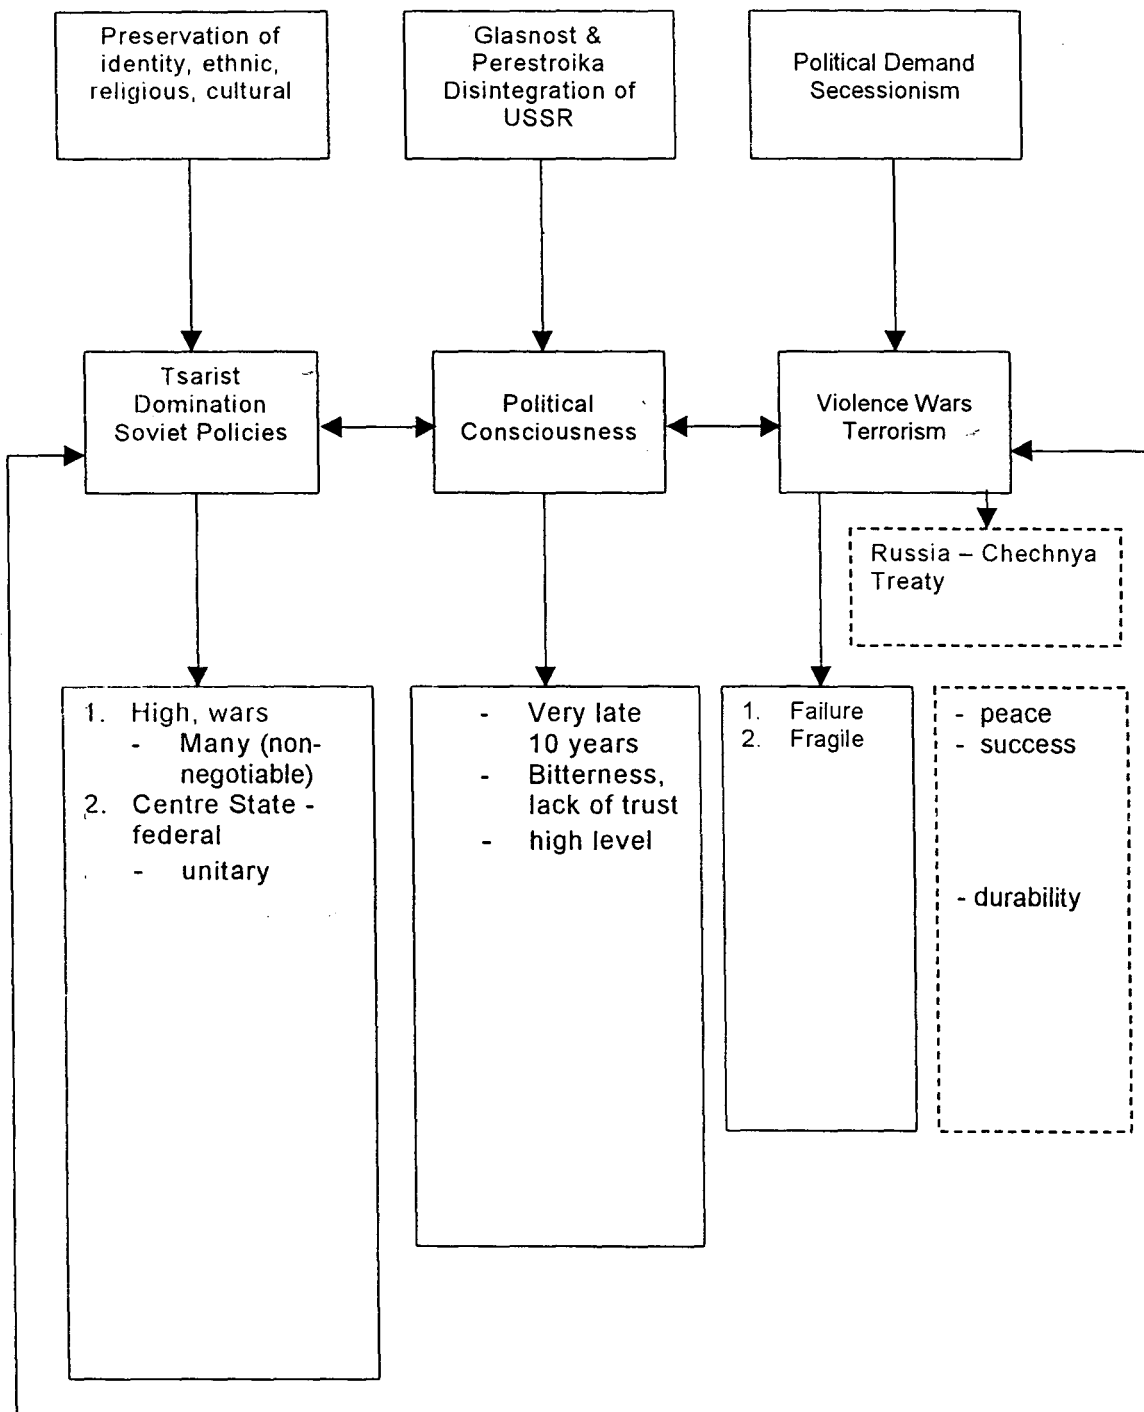 Preservation of
identity, ethnic,
religious, cultural
Glasnost &
Perestroika
Disintegration of
USSR
Political Demand
Secessionism
Tsarist
Domination
Soviet Policies
Political
Consciousness
Violence Wars
Terrorism
Russia – Chechnya
Treaty
1. High, wars
- Many (non-
negotiable)
2. Centre State -
federal
- unitary
- Very late
10 years
- Bitterness,
lack of trust
- high level
1. Failure
2. Fragile
- peace
- success
- durability